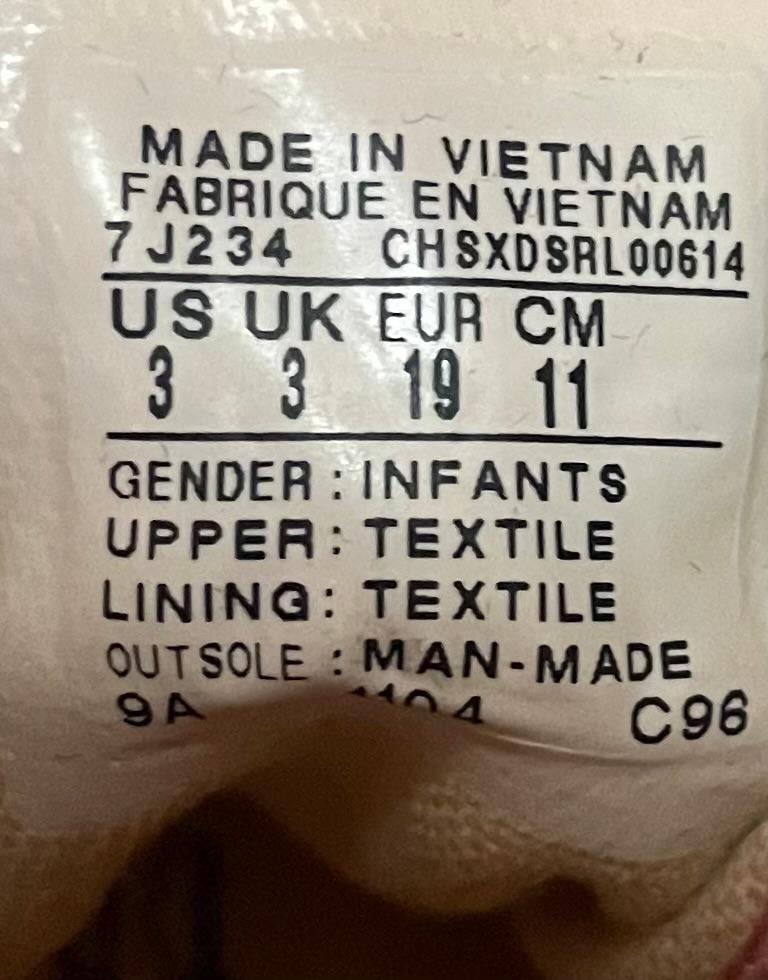 MADE IN VIETNAM
FABRIQUE EN VIETNAM
7J234 CHSXDSRL00614
US UK EUR CM
3 3 19 11
GENDER: INFANTS
UPPER: TEXTILE
LINING: TEXTILE
OUTSOLE: MAN-MADE
9A C96